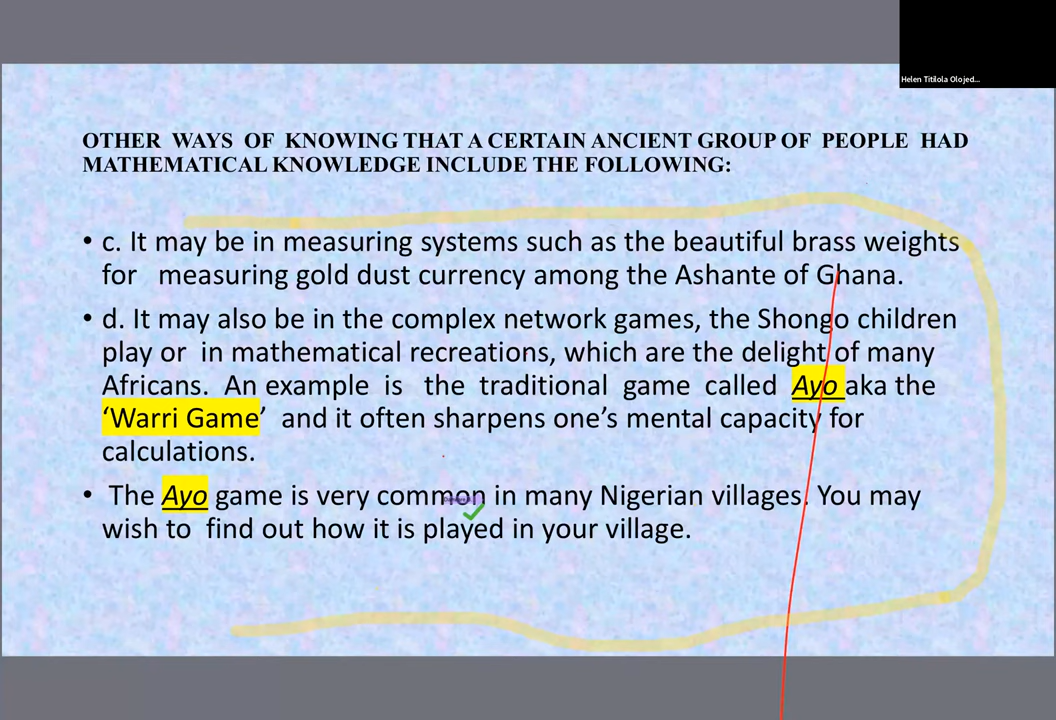 Helen Titilola Olojed...
OTHER WAYS OF KNOWING THAT A CERTAIN ANCIENT GROUP OF PEOPLE HAD
MATHEMATICAL KNOWLEDGE INCLUDE THE FOLLOWING:
• c. It may be in measuring systems such as the beautiful brass weights
for measuring gold dust currency among the Ashante of Ghana.
• d. It may also be in the complex network games, the Shongo children
play or in mathematical recreations, which are the delight of many
Africans. An example is the traditional game called Ayo aka the
‘Warri Game’ and it often sharpens one’s mental capacity for
calculations.
• The Ayo game is very common in many Nigerian villages. You may
wish to find out how it is played in your village.